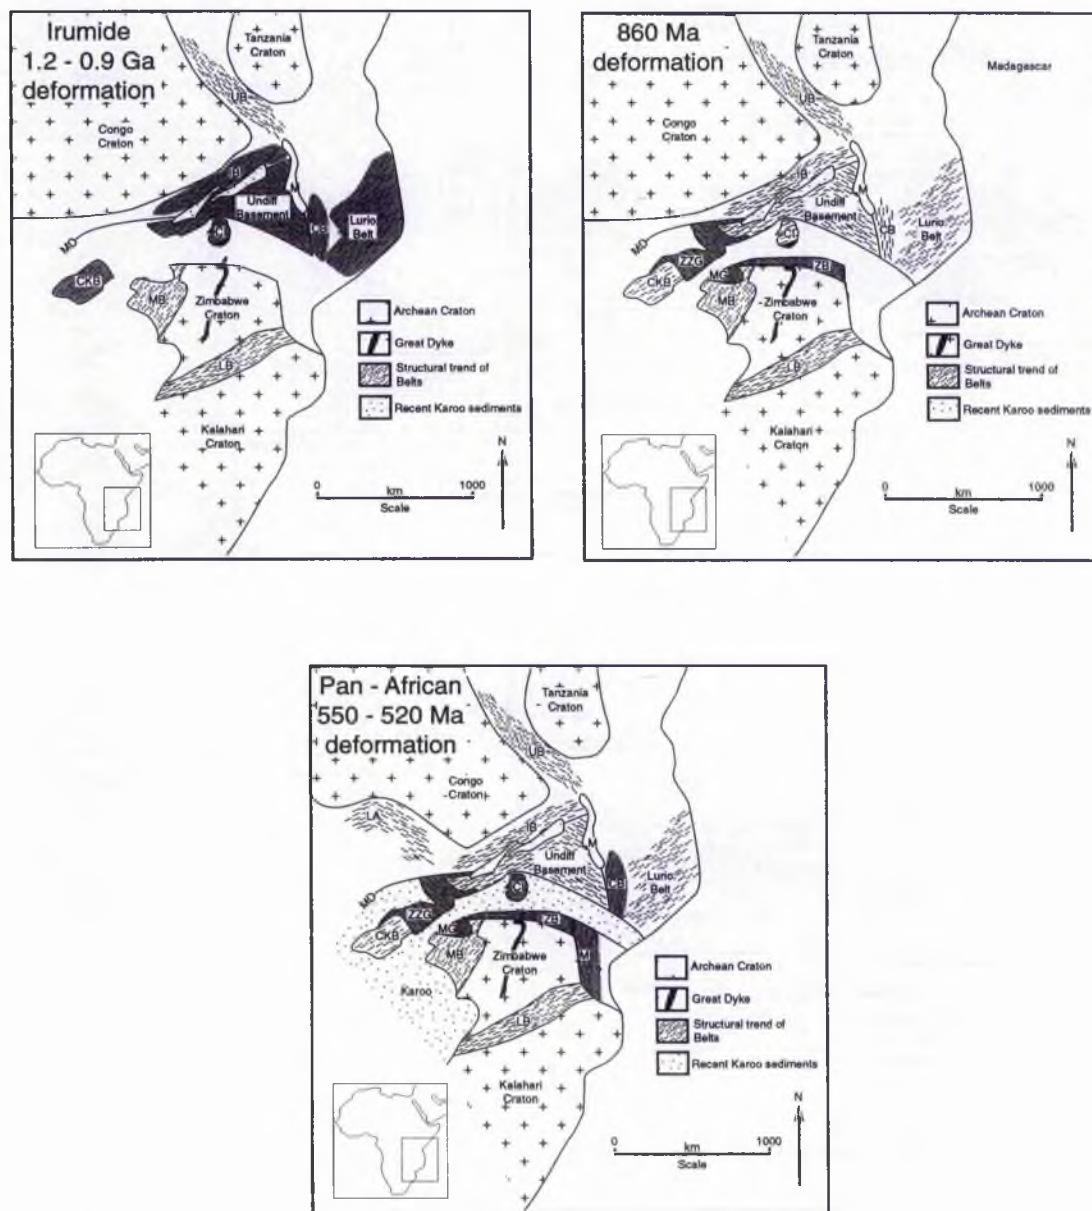 Irumide
1.2 - 0.9 Ga
deformation
Tanzania
Craton
UB
Congo
Craton
IB
M
Undiff
Basement
CI
CB
Lurio
Belt
MO
CKB
MB
Zimbabwe
Craton
LB
Kalahari
Craton
Archean Craton
Great Dyke
Structural trend of
Belts
Recent Karoo sediments
N
0
km
1000
Scale
860 Ma
deformation
Tanzania
Craton
Madagascar
UB
Congo
Craton
IB
M
Undiff
Basement
CI
CB
Lurio
Belt
MO
ZZG
CKB
MG
ZB
MB
Zimbabwe
Craton
LB
Kalahari
Craton
Archean Craton
Great Dyke
Structural trend of
Belts
Recent Karoo sediments
N
0
km
1000
Scale
Pan - African
550 - 520 Ma
deformation
Tanzania
Craton
UB
Congo
Craton
LA
IB
M
Undiff
Basement
CI
CB
Lurio
Belt
MO
ZZG
CKB
MG
ZB
MB
Zimbabwe
Craton
M
Karoo
LB
Kalahari
Craton
Archean Craton
Great Dyke
Structural trend of
Belts
Recent Karoo sediments
N
0
km
1000
Scale